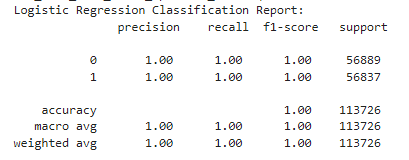 Logistic Regression Classification Report:
precision recall f1-score support
0 1.00 1.00 1.00 56889
1 1.00 1.00 1.00 56837
accuracy 1.00 113726
macro avg 1.00 1.00 1.00 113726
weighted avg 1.00 1.00 1.00 113726